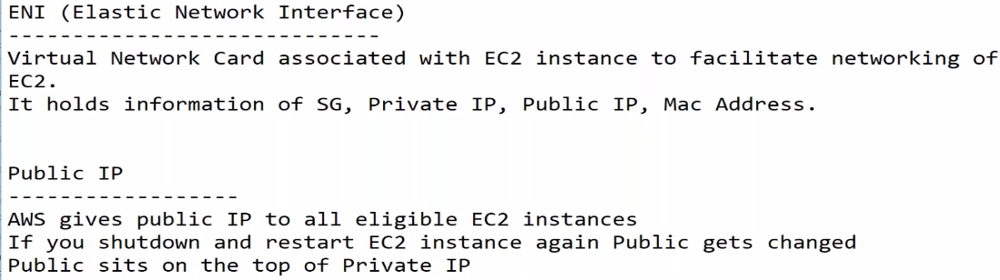 ENI (Elastic Network Interface)
-----------------------------
Virtual Network Card associated with EC2 instance to facilitate networking of
EC2.
It holds information of SG, Private IP, Public IP, Mac Address.
Public IP
------------------
AWS gives public IP to all eligible EC2 instances
If you shutdown and restart EC2 instance again Public gets changed
Public sits on the top of Private IP